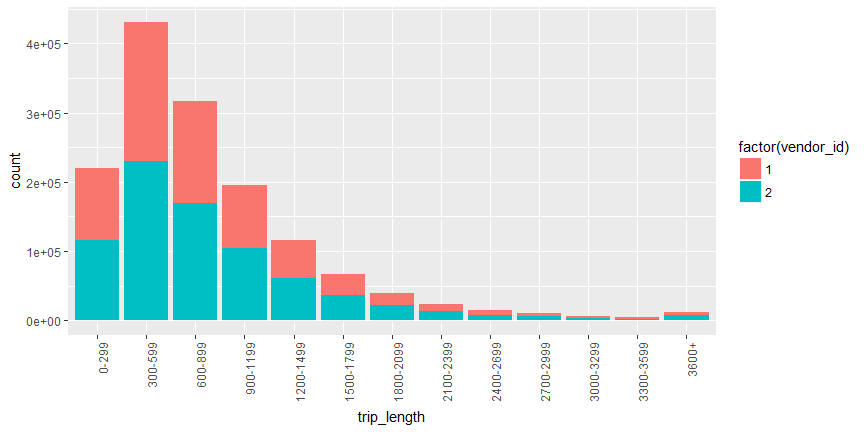 count
4e+05
3e+05
2e+05
1e+05
0e+00
0-299
300-599
600-899
900-1199
1200-1499
1500-1799
1800-2099
2100-2399
2400-2699
2700-2999
3000-3299
3300-3599
3600+
trip_length
factor(vendor_id)
1
2